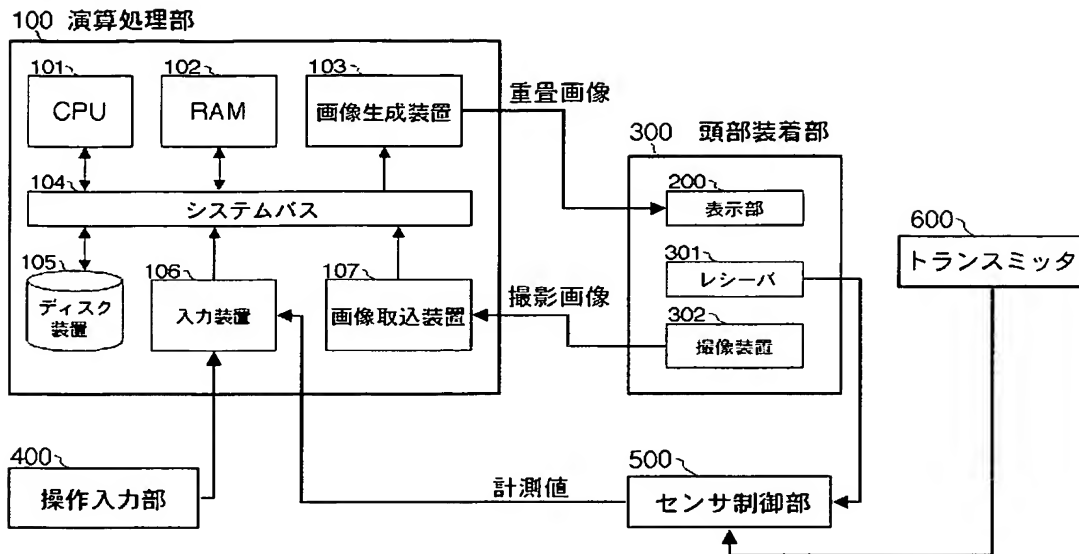 100 演算処理部
101
CPU
102
RAM
103
画像生成装置
重畳画像
104
システムバス
105
ディスク
装置
106
入力装置
107
画像取込装置
撮影画像
300 頭部装着部
200
表示部
301
レシーバ
302
撮像装置
600
トランスミッタ
400
操作入力部
計測値
500
センサ制御部